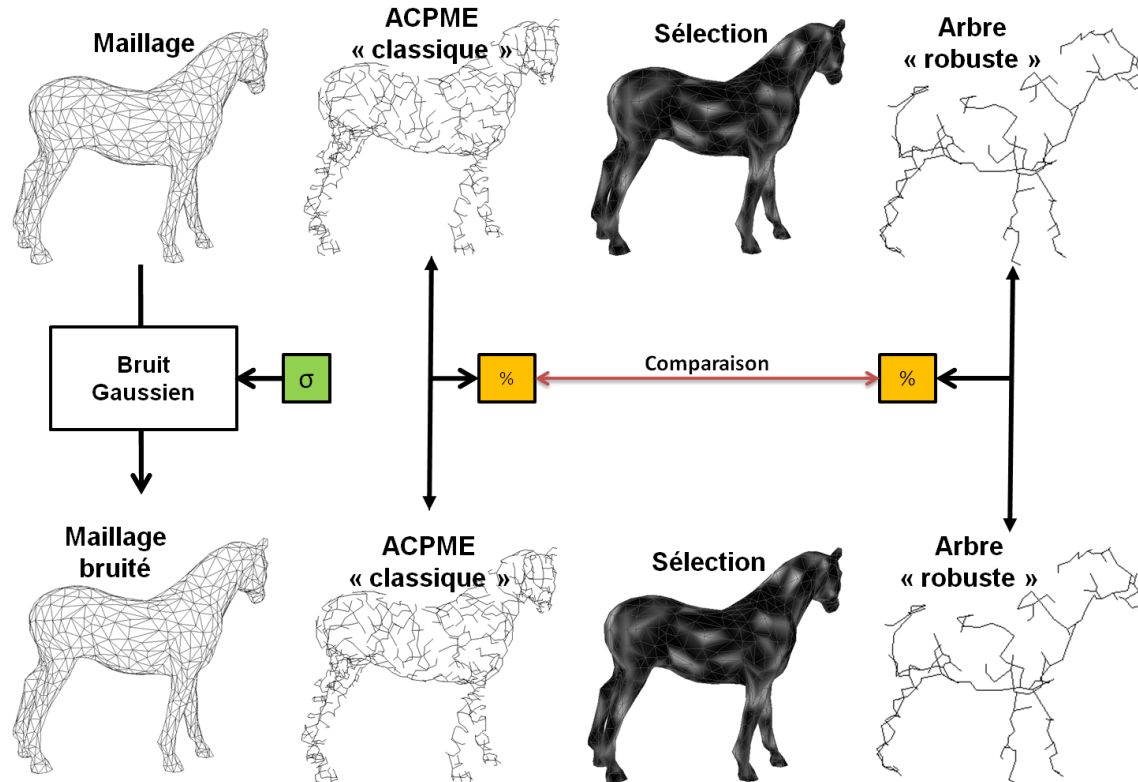 Maillage
ACPME
« classique »
Sélection
Arbre
« robuste »
Bruit
Gaussien
σ
%
Comparaison
%
Maillage
bruité
ACPME
« classique »
Sélection
Arbre
« robuste »